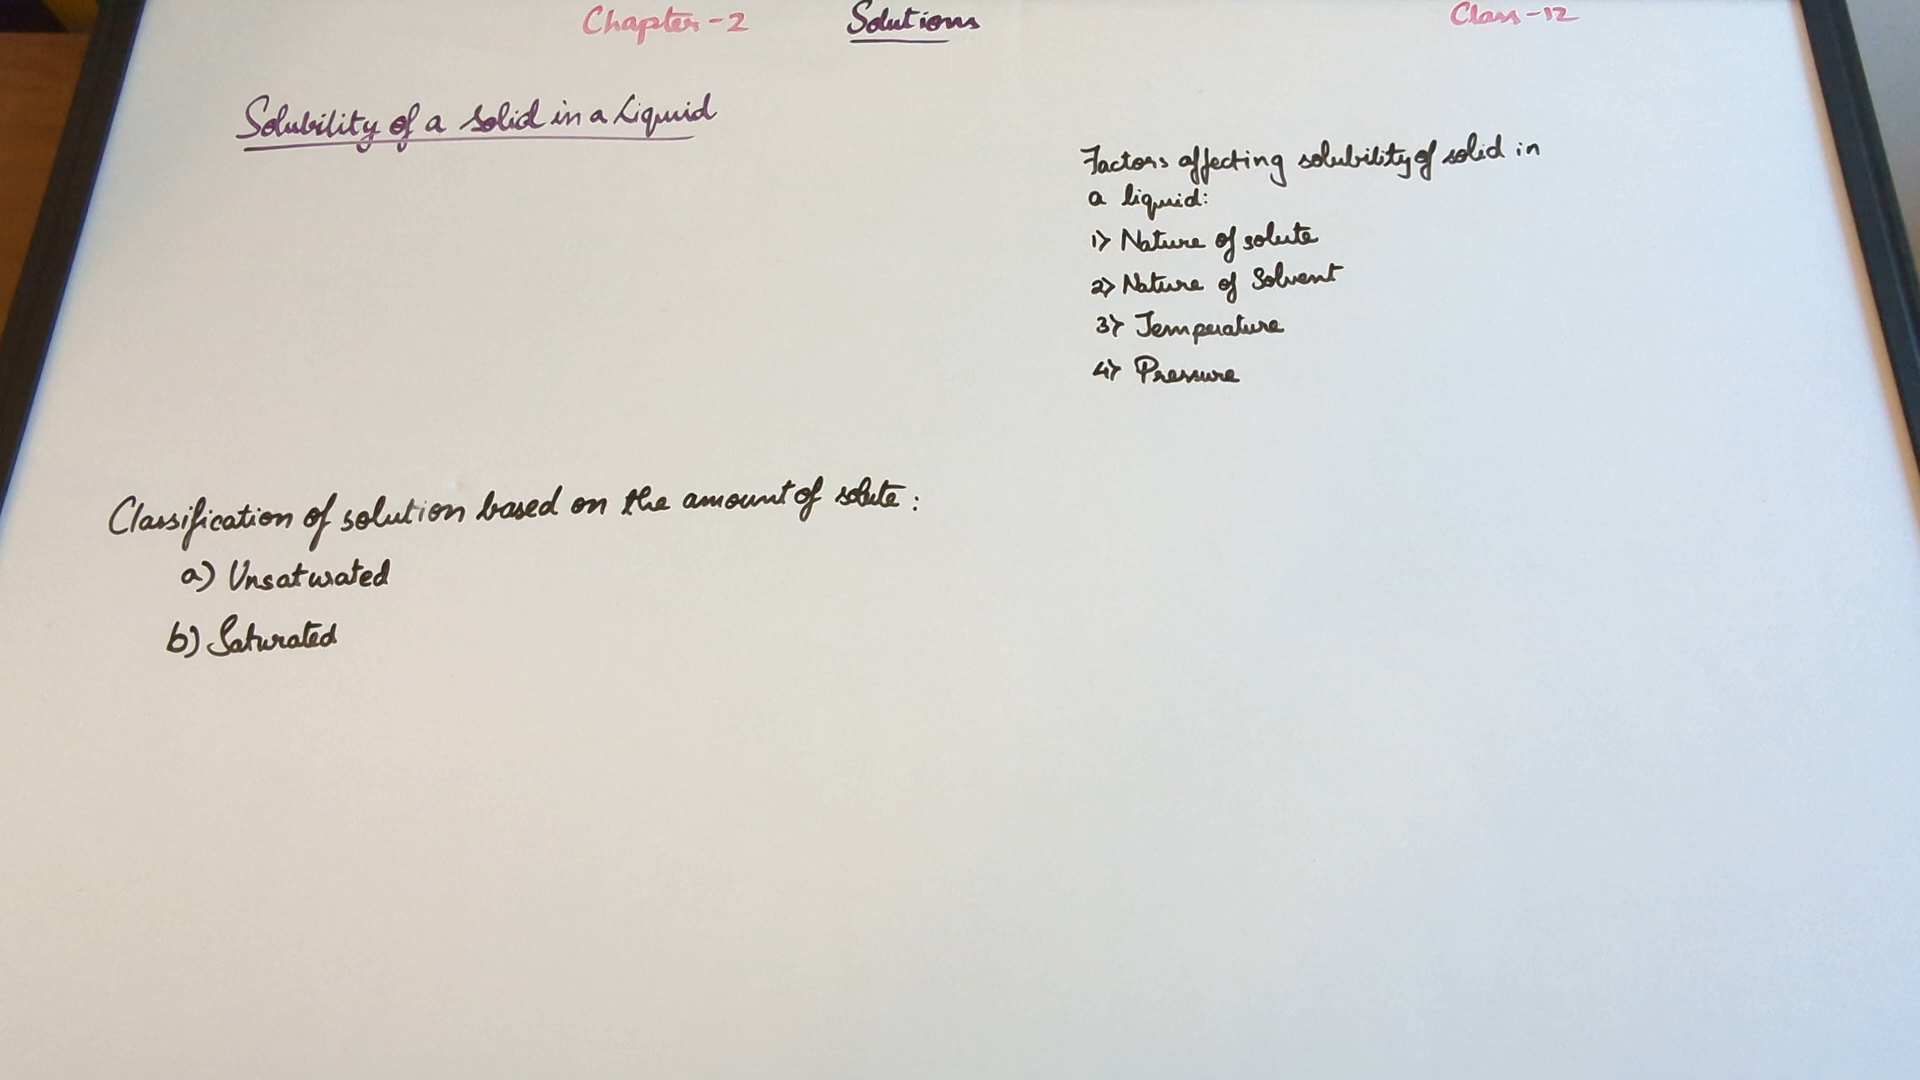 Chapter-2 Solutions Class-12
Solubility of a Solid in a Liquid
Factors affecting solubility of solid in
a liquid:
1> Nature of solute
2> Nature of Solvent
3> Temperature
4> Pressure
Classification of solution based on the amount of solute:
a) Unsaturated
b) Saturated